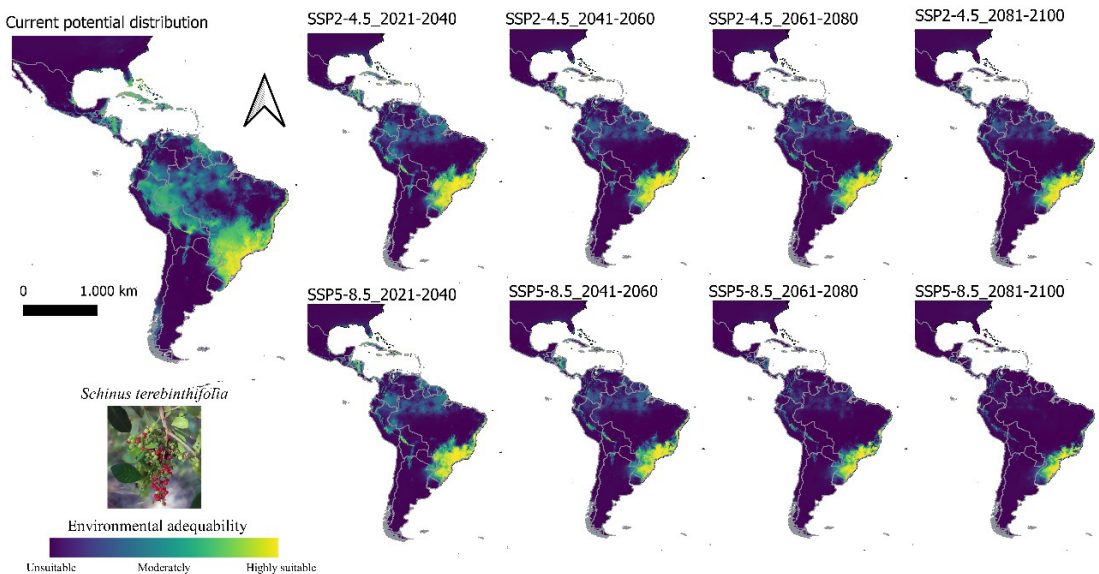 Current potential distribution
SSP2-4.5_2021-2040
SSP2-4.5_2041-2060
SSP2-4.5_2061-2080
SSP2-4.5_2081-2100
0 1.000 km
SSP5-8.5_2021-2040
SSP5-8.5_2041-2060
SSP5-8.5_2061-2080
SSP5-8.5_2081-2100
Schinus terebinthifolia
Environmental adequability
Unsuitable Moderately Highly suitable